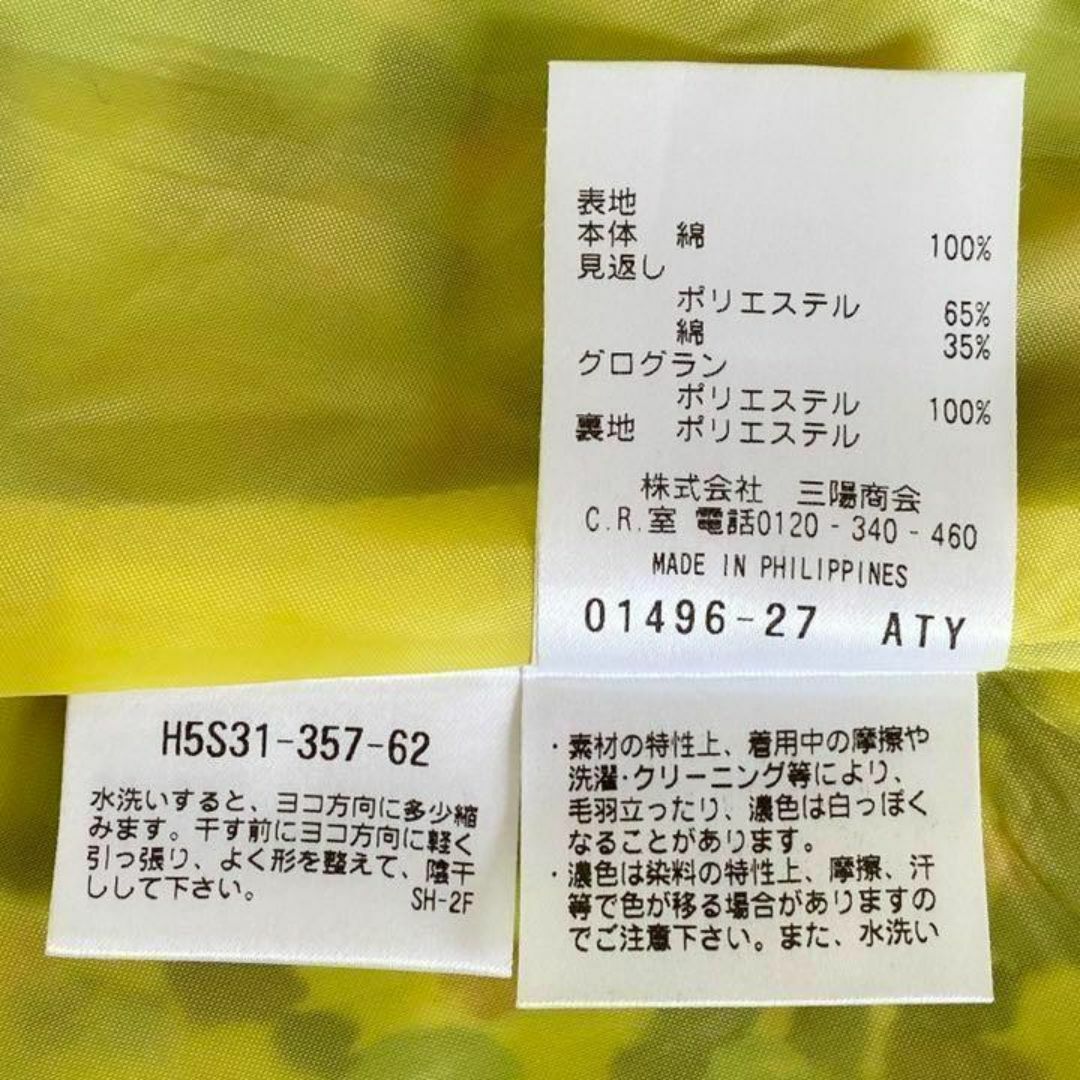 表地
本体 綿 100%
見返し
ポリエステル 65%
綿 35%
グログラン
ポリエステル 100%
裏地 ポリエステル
株式会社 三陽商会
C.R.室 電話0120-340-460
MADE IN PHILIPPINES
01496-27 ATY
H5S31-357-62
水洗いすると、ヨコ方向に多少縮
みます。干す前にヨコ方向に軽く
引っ張り、よく形を整えて、陰干
しして下さい。 SH-2F
・素材の特性上、着用中の摩擦や
洗濯・クリーニング等により、
毛羽立ったり、濃色は白っぽく
なることがあります。
・濃色は染料の特性上、摩擦、汗
等で色が移る場合がありますの
でご注意下さい。また、水洗い